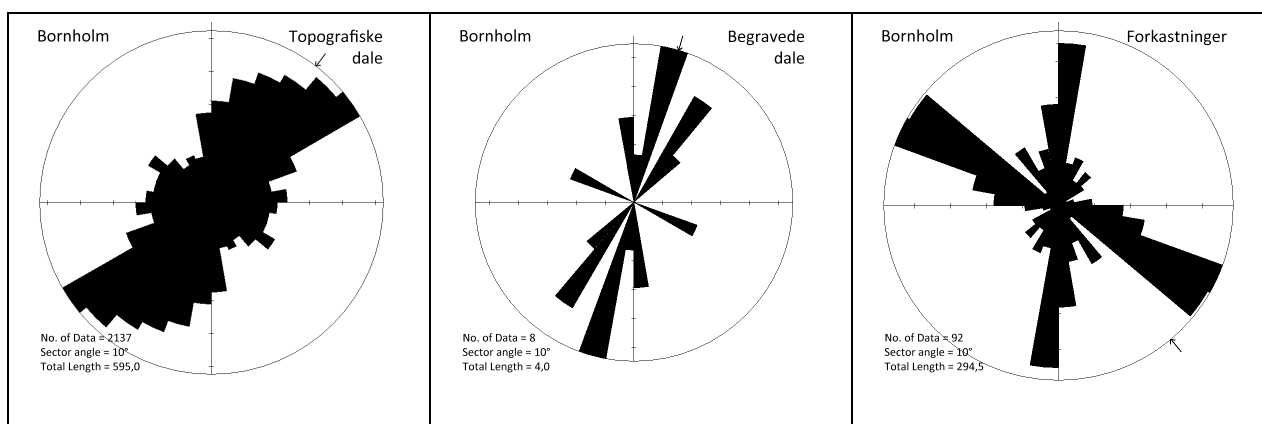 Bornholm
Topografiske
dale
No. of Data = 2137
Sector angle = 10°
Total Length = 595,0
Bornholm
Begravede
dale
No. of Data = 8
Sector angle = 10°
Total Length = 4,0
Bornholm
Forkastninger
No. of Data = 92
Sector angle = 10°
Total Length = 294,5